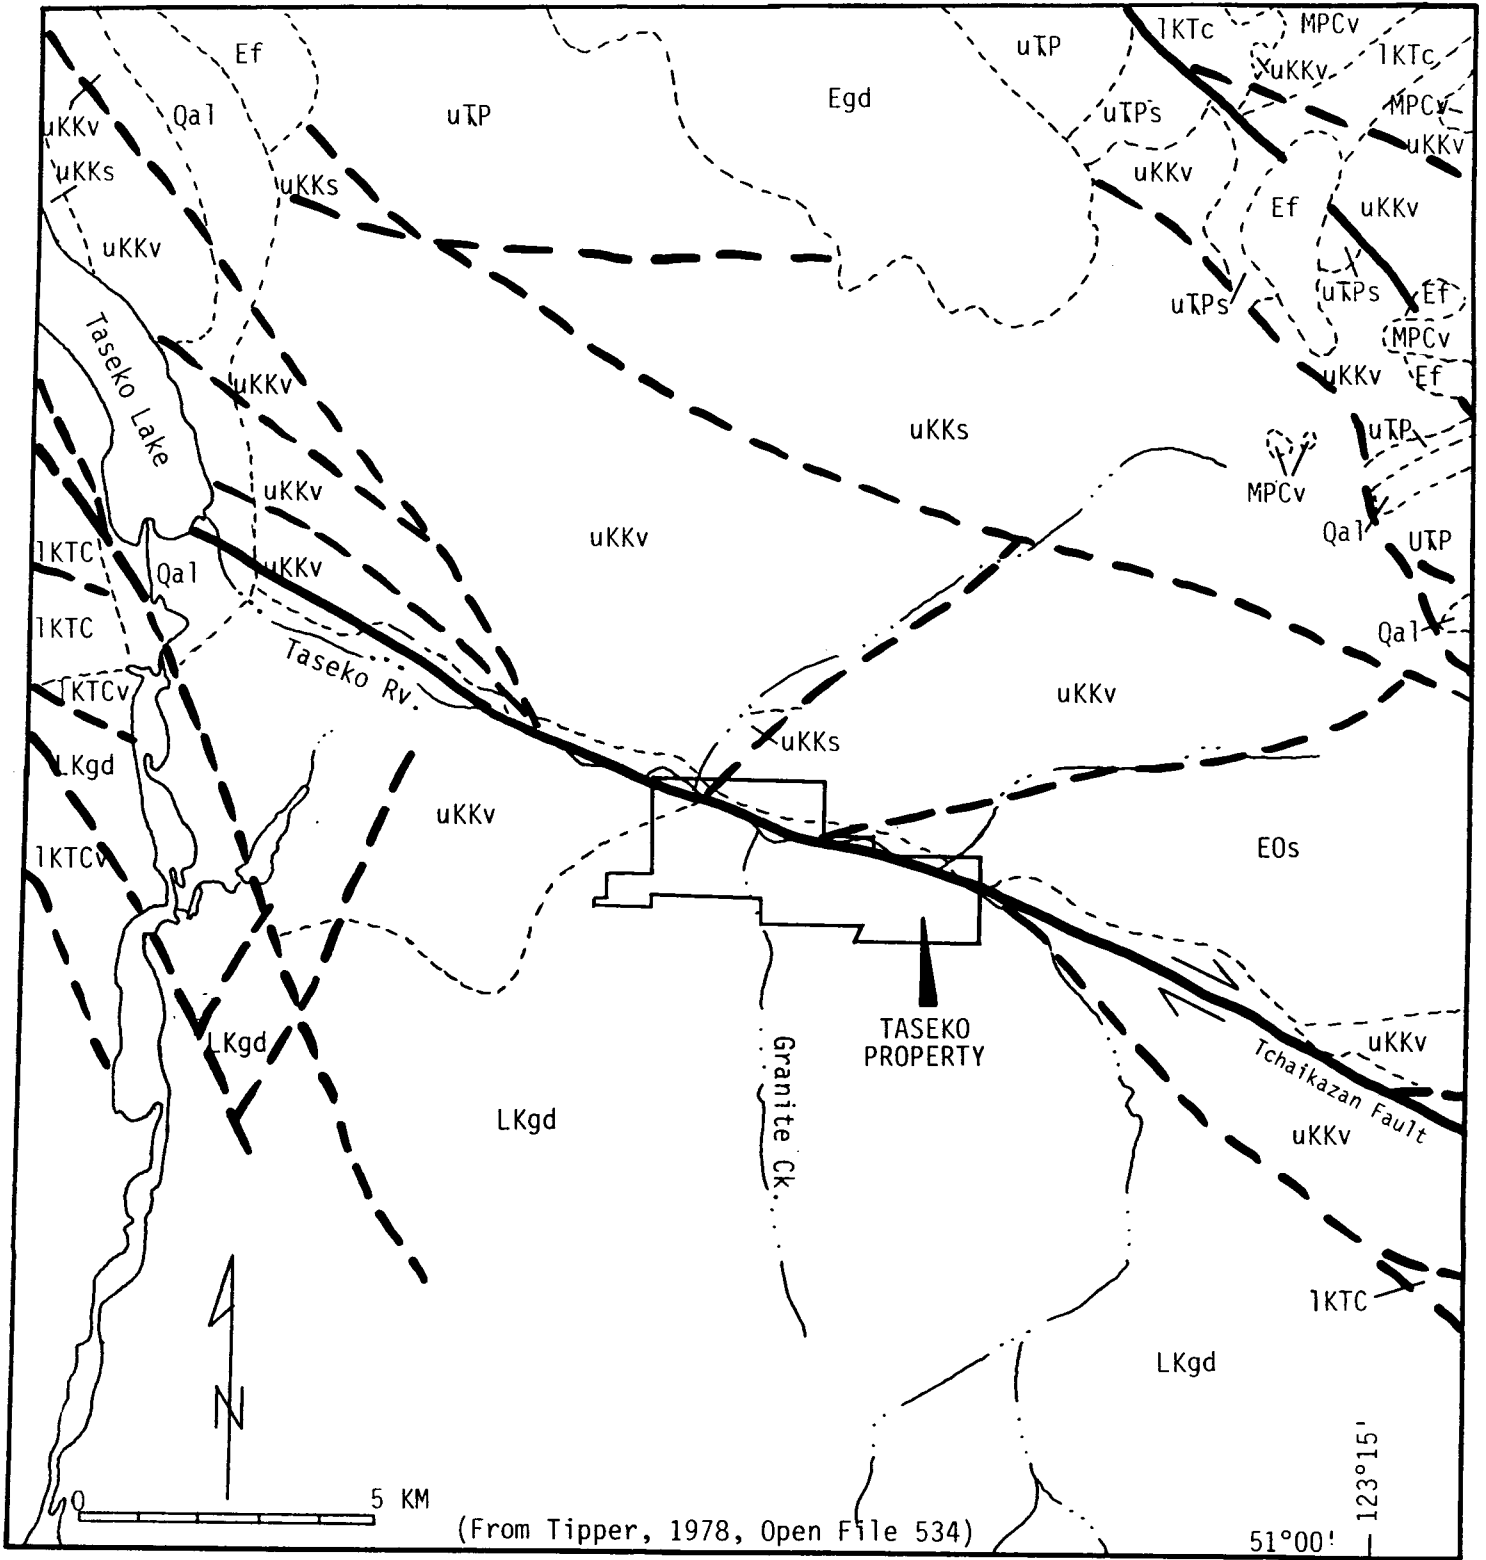 Ef
uTP
Egd
lKTc
MPCv
uKKv
lKTc
Qal
uTP
uTPs
MPCv
uKKv
uKKv
uKKs
uKKs
uKKv
Ef
uKKv
uKKv
uTPs
uTPs
Ef
MPCv
Taseko Lake
uKKv
uKKv
Ef
uKKs
uTP
MPCv
uKKv
uKKv
Qal
UTP
lKTC
Qal
uKKv
lKTC
Qal
Taseko Rv.
lKTCv
uKKv
uKKs
LKgd
uKKv
EOs
lKTCv
TASEKO
PROPERTY
LKgd
Granite Ck.
uKKv
Tchaikazan Fault
LKgd
uKKv
lKTC
LKgd
N
0 5 KM
(From Tipper, 1978, Open File 534)
123°15'
51°00'